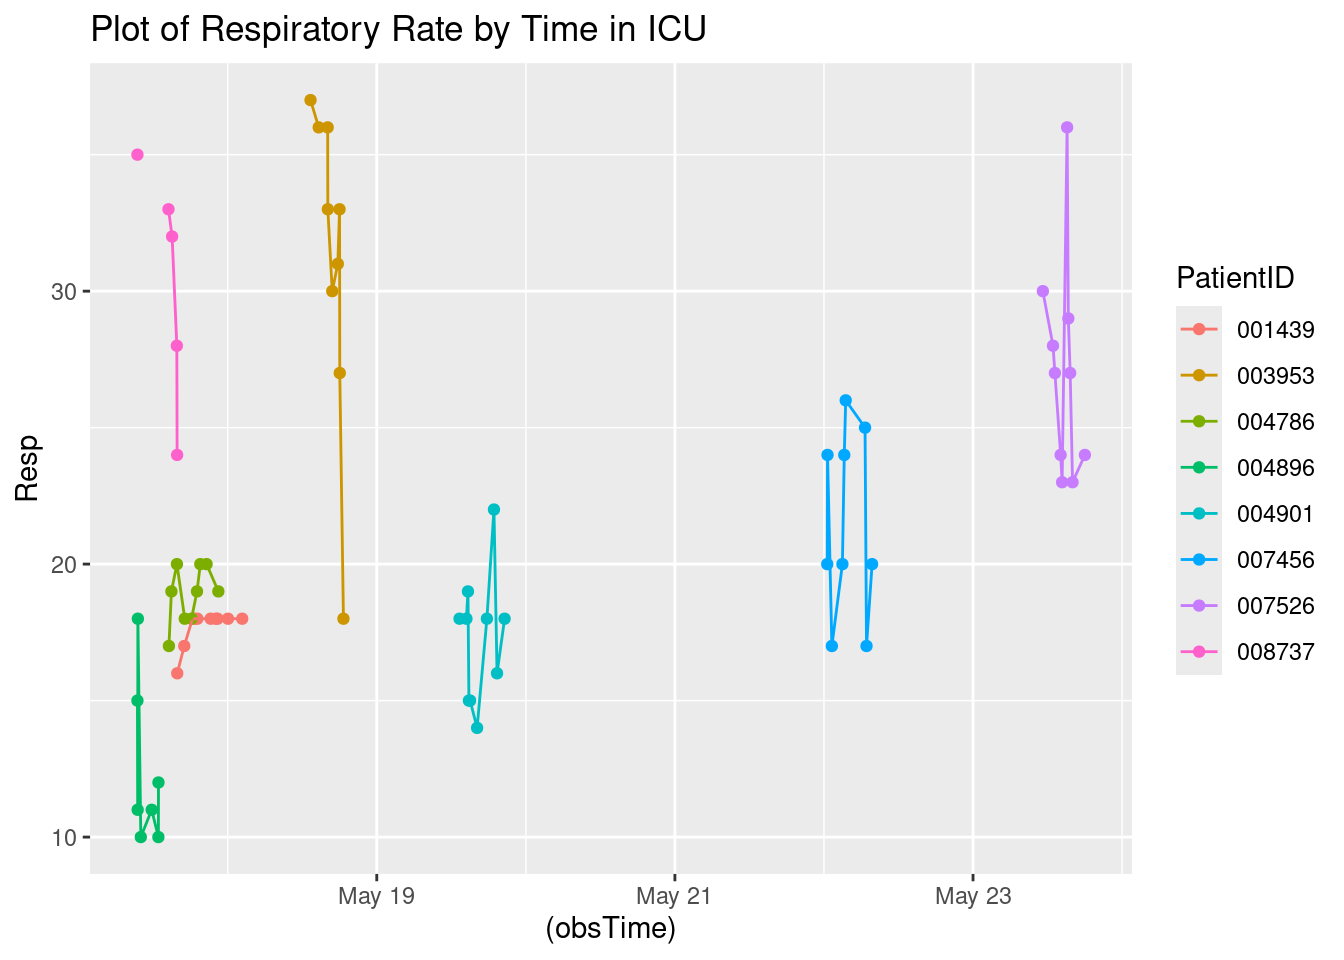 Plot of Respiratory Rate by Time in ICU
Resp
30
20
10
May 19
May 21
May 23
(obsTime)
PatientID
001439
003953
004786
004896
004901
007456
007526
008737